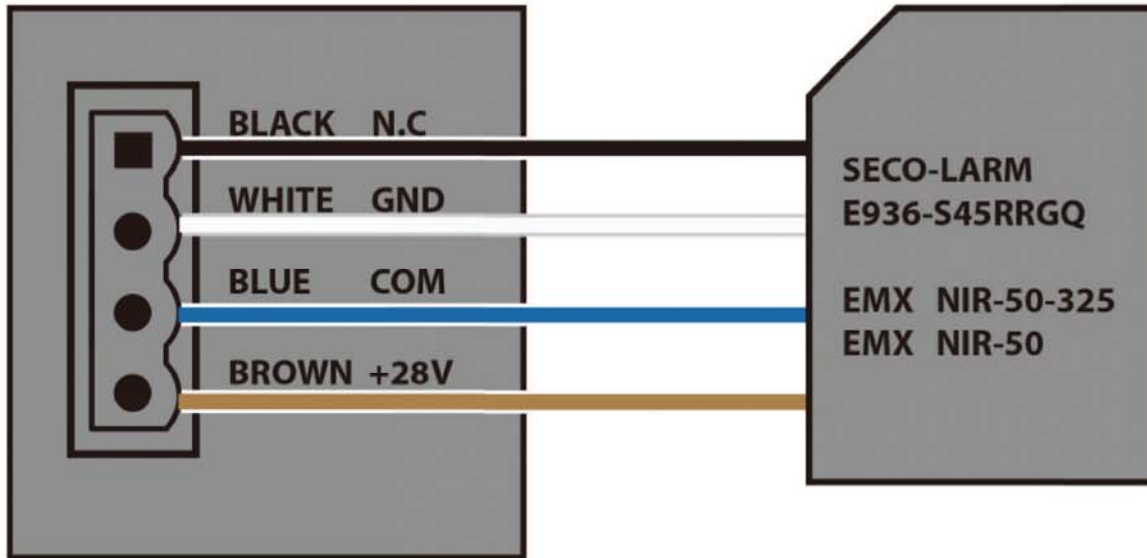 BLACK N.C
WHITE GND
BLUE COM
BROWN +28V
SECO-LARM
E936-S45RRGQ
EMX NIR-50-325
EMX NIR-50